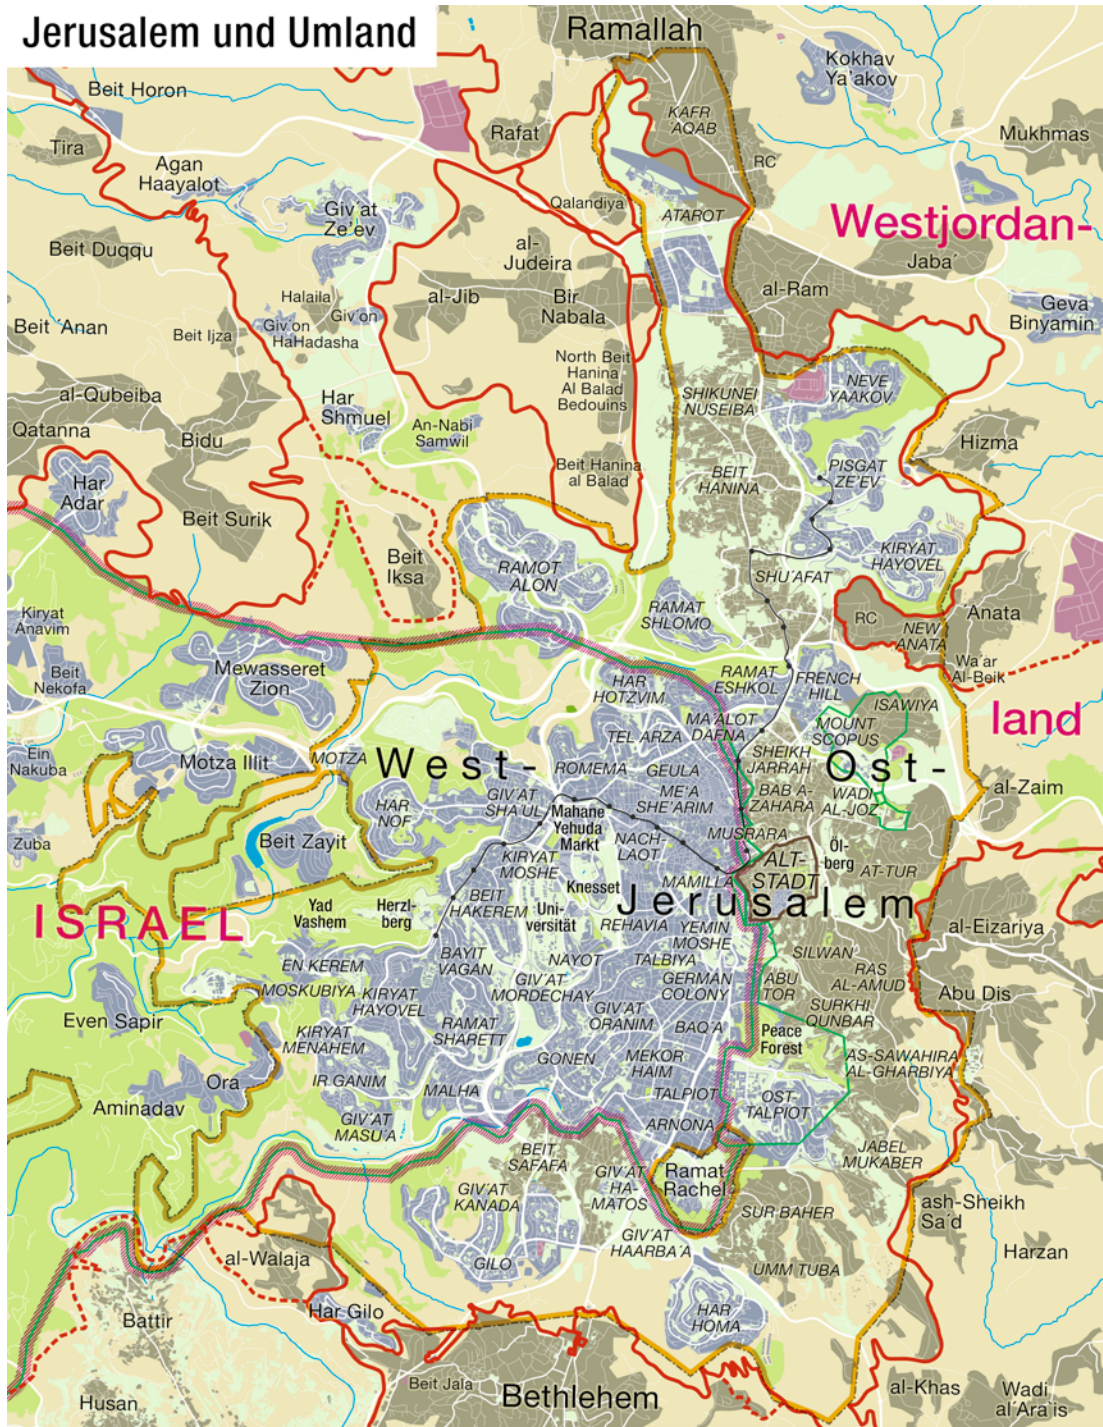 Jerusalem und Umland
Ramallah
Kokhav
Ya'akov
Beit Horon
KAFR
'AQAB
Rafat
Mukhmas
Tira
Agan
Haayalot
RC
Qalandiya
ATAROT
Giv'at
Ze'ev
Westjordan-
Beit Duqqu
al-
Judeira
Jaba'
al-Ram
Halaila
al-Jib
Bir
Nabala
Geva
Binyamin
Giv'on
Beit 'Anan
Beit Ijza
Giv'on
HaHadasha
North Beit
Hanina
Al Balad
Bedouins
NEVE
YAAKOV
al-Qubeiba
Har
Shmuel
SHIKUNEI
NUSEIBA
Qatanna
Bidu
An-Nabi
Samwil
Hizma
Har
Adar
Beit Hanina
al Balad
BEIT
HANINA
PISGAT
ZE'EV
Beit Surik
Beit
Iksa
RAMOT
ALON
KIRYAT
HAYOVEL
SHU'AFAT
Kiryat
Anavim
RAMAT
SHLOMO
RC
NEW
ANATA
Anata
Beit
Nekofa
Mewasseret
Zion
Wa'ar
Al-Beik
HAR
HOTZVIM
RAMAT
ESHKOL
FRENCH
HILL
ISAWIYA
land
Ein
Nakuba
Motza Illit
MOTZA
MA'ALOT
DAFNA
MOUNT
SCOPUS
TEL ARZA
West-
ROMEMA
GEULA
SHEIKH
JARRAH
Ost-
Zuba
HAR
NOF
GIV'AT
SHA'UL
ME'A
SHE'ARIM
BAB A-
ZAHARA
WADI
AL-JOZ
al-Zaim
Beit Zayit
Mahane
Yehuda
Markt
NACH-
LAOT
MUSRARA
KIRYAT
MOSHE
ALT-
STADT
Öl-
berg
AT-TUR
MAMILLA
Knesset
Jerusalem
ISRAEL
Yad
Vashem
Herzl-
berg
BEIT
HAKEREM
Uni-
versität
REHAVIA
YEMIN
MOSHE
al-Eizariya
BAYIT
VAGAN
NAYOT
TALBIYA
SILWAN
EN KEREM
MOSKUBIYA
KIRYAT
HAYOVEL
GIV'AT
MORDECHAY
GERMAN
COLONY
ABU
TOR
RAS
AL-AMUD
Abu Dis
Even Sapir
GIV'AT
ORANIM
SURKHI
QUNBAR
KIRYAT
MENAHEM
RAMAT
SHARETT
BAQ'A
Peace
Forest
GONEN
MEKOR
HAIM
AS-SAWAHIRA
AL-GHARBIYA
Ora
IR GANIM
MALHA
TALPIOT
OST-
TALPIOT
Aminadav
GIV'AT
MASU'A
ARNONA
BEIT
SAFAFA
JABEL
MUKABER
GIV'AT
HA-
MATOS
Ramat
Rachel
GIV'AT
KANADA
SUR BAHER
ash-Sheikh
Sa'd
GIV'AT
HAARBA'A
Harzan
al-Walaja
GILO
UMM TUBA
Battir
Har Gilo
HAR
HOMA
Beit Jala
Bethlehem
al-Khas
Wadi
al'Ara'is
Husan